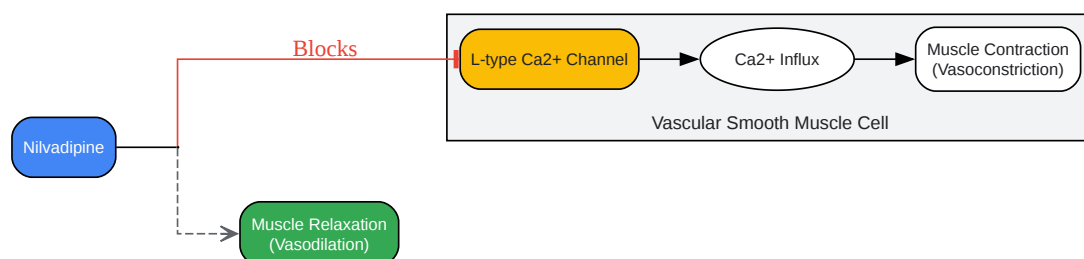 Blocks
L-type Ca2+ Channel
Ca2+ Influx
Muscle Contraction
(Vasoconstriction)
Vascular Smooth Muscle Cell
Nilvadipine
Muscle Relaxation
(Vasodilation)